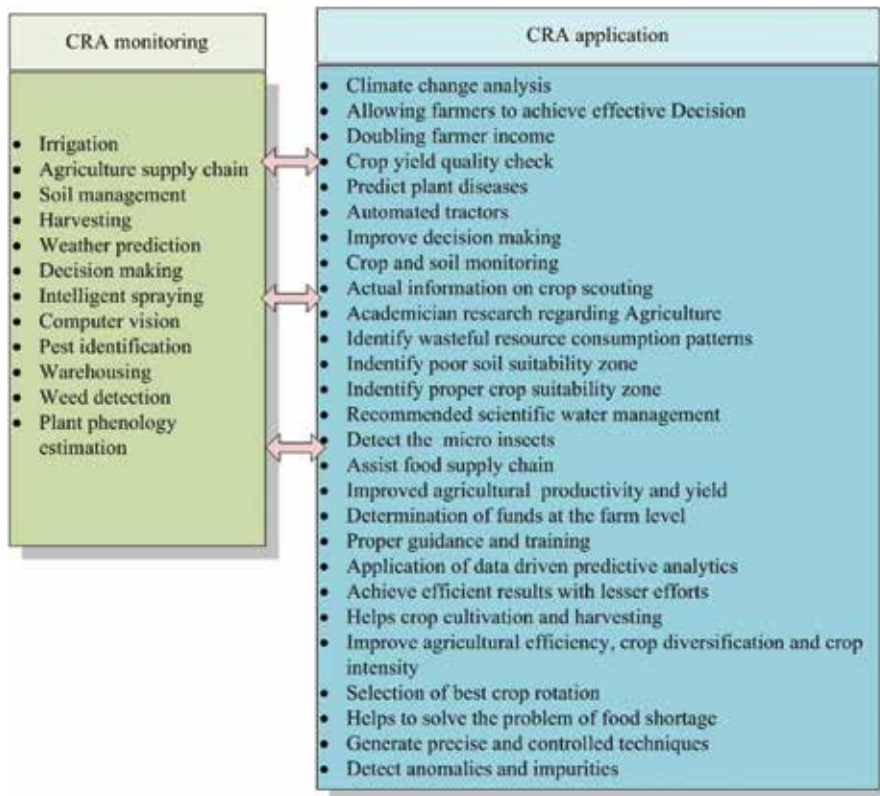 CRA monitoring
• Irrigation
• Agriculture supply chain
• Soil management
• Harvesting
• Weather prediction
• Decision making
• Intelligent spraying
• Computer vision
• Pest identification
• Warehousing
• Weed detection
• Plant phenology
estimation
CRA application
• Climate change analysis
• Allowing farmers to achieve effective Decision
• Doubling farmer income
• Crop yield quality check
• Predict plant diseases
• Automated tractors
• Improve decision making
• Crop and soil monitoring
• Actual information on crop scouting
• Academician research regarding Agriculture
• Identify wasteful resource consumption patterns
• Indentify poor soil suitability zone
• Indentify proper crop suitability zone
• Recommended scientific water management
• Detect the micro insects
• Assist food supply chain
• Improved agricultural productivity and yield
• Determination of funds at the farm level
• Proper guidance and training
• Application of data driven predictive analytics
• Achieve efficient results with lesser efforts
• Helps crop cultivation and harvesting
• Improve agricultural efficiency, crop diversification and crop
intensity
• Selection of best crop rotation
• Helps to solve the problem of food shortage
• Generate precise and controlled techniques
• Detect anomalies and impurities